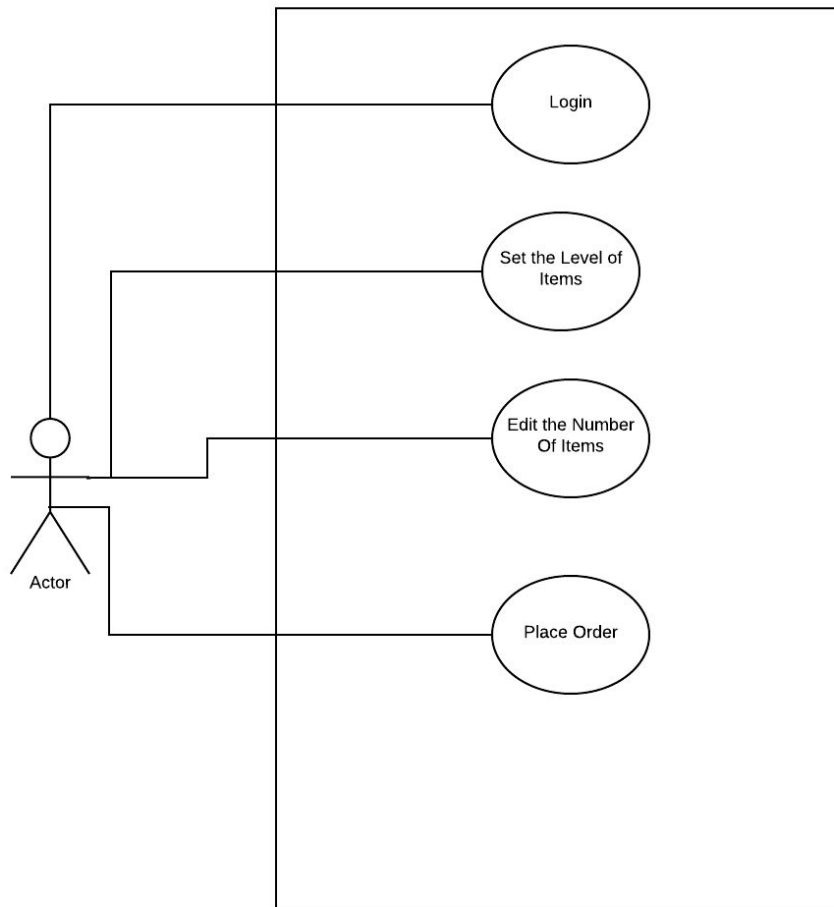 Login
Set the Level of
Items
Edit the Number
Of Items
Actor
Place Order